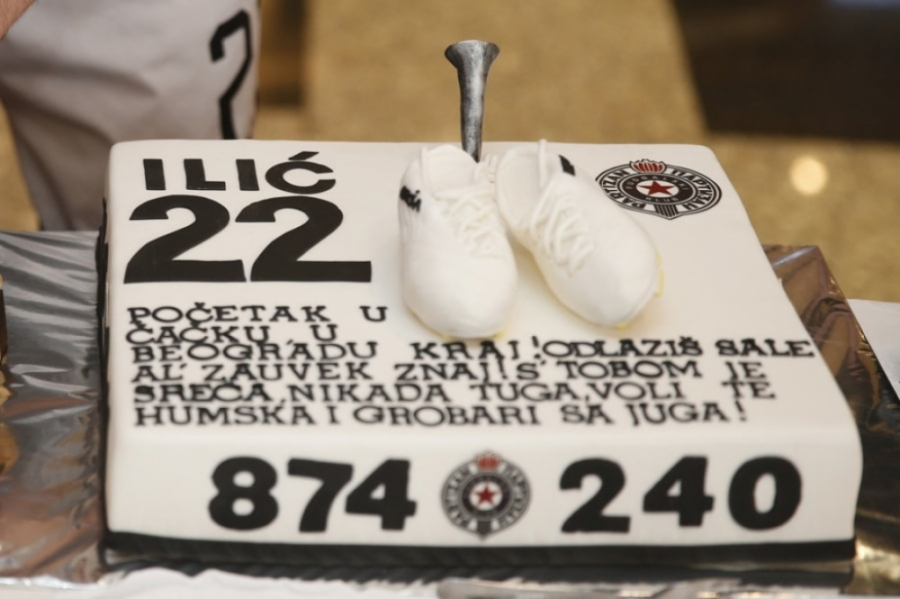 2
ILIĆ
22
POČETAK U
ČAČKU, U
BEOGRADU KRAJ!ODLAZIŠ SALE
AL' ZAUVEK ZNAJ!S' TOBOM JE
SREĆA,NIKADA TUGA,VOLI TE
HUMSKA I GROBARI SA JUGA!
874 240